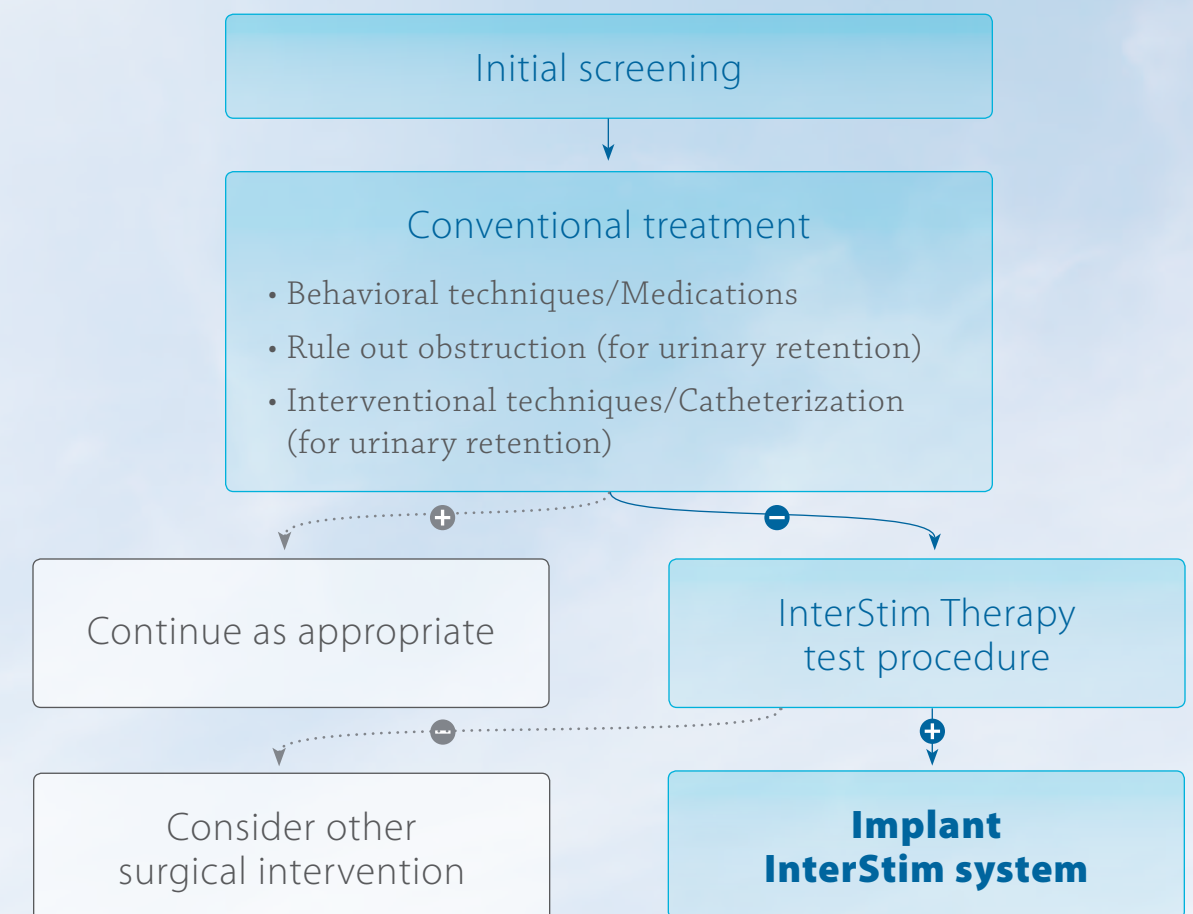 Initial screening
Conventional treatment
• Behavioral techniques/Medications
• Rule out obstruction (for urinary retention)
• Interventional techniques/Catheterization
(for urinary retention)
+
−
Continue as appropriate
InterStim Therapy
test procedure
−
+
Consider other
surgical intervention
Implant
InterStim system